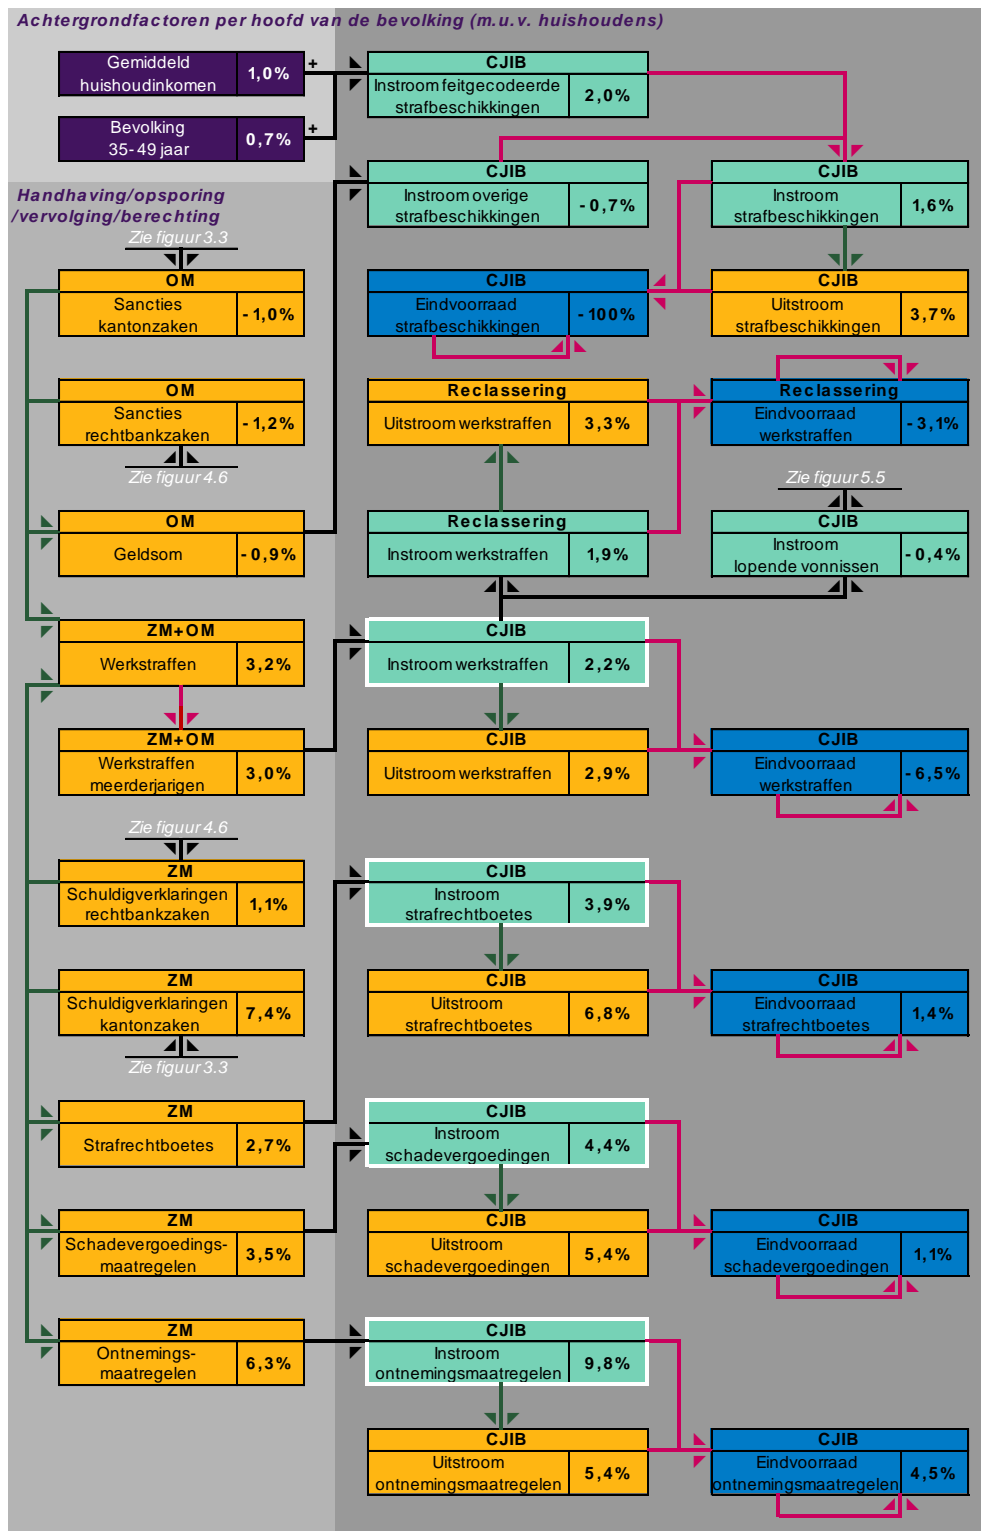 Achtergrondfactoren per hoofd van de bevolking (m.u.v. huishoudens)
Gemiddeld
huishoudinkomen
1,0%
+
CJIB
Instroom feitgecodeerde
strafbeschikkingen
2,0%
Bevolking
35- 49 jaar
0,7%
+
Handhaving/opsporing
/vervolging/berechting
CJIB
Instroom overige
strafbeschikkingen
- 0,7%
CJIB
Instroom
strafbeschikkingen
1,6%
Zie figuur 3.3
OM
Sancties
kantonzaken
- 1,0%
CJIB
Eindvoorraad
strafbeschikkingen
- 100%
CJIB
Uitstroom
strafbeschikkingen
3,7%
OM
Sancties
rechtbankzaken
- 1,2%
Zie figuur 4.6
Reclassering
Uitstroom werkstraffen
3,3%
Reclassering
Eindvoorraad
werkstraffen
- 3,1%
Zie figuur 5.5
OM
Geldsom
- 0,9%
Reclassering
Instroom werkstraffen
1,9%
CJIB
Instroom
lopende vonnissen
- 0,4%
ZM+OM
Werkstraffen
3,2%
CJIB
Instroom werkstraffen
2,2%
ZM+OM
Werkstraffen
meerderjarigen
3,0%
CJIB
Uitstroom werkstraffen
2,9%
CJIB
Eindvoorraad
werkstraffen
- 6,5%
Zie figuur 4.6
ZM
Schuldigverklaringen
rechtbankzaken
1,1%
CJIB
Instroom
strafrechtboetes
3,9%
ZM
Schuldigverklaringen
kantonzaken
7,4%
Zie figuur 3.3
CJIB
Uitstroom
strafrechtboetes
6,8%
CJIB
Eindvoorraad
strafrechtboetes
1,4%
ZM
Strafrechtboetes
2,7%
CJIB
Instroom
schadevergoedingen
4,4%
ZM
Schadevergoedings-
maatregelen
3,5%
CJIB
Uitstroom
schadevergoedingen
5,4%
CJIB
Eindvoorraad
schadevergoedingen
1,1%
ZM
Ontnemings-
maatregelen
6,3%
CJIB
Instroom
ontnemingsmaatregelen
9,8%
CJIB
Uitstroom
ontnemingsmaatregelen
5,4%
CJIB
Eindvoorraad
ontnemingsmaatregelen
4,5%